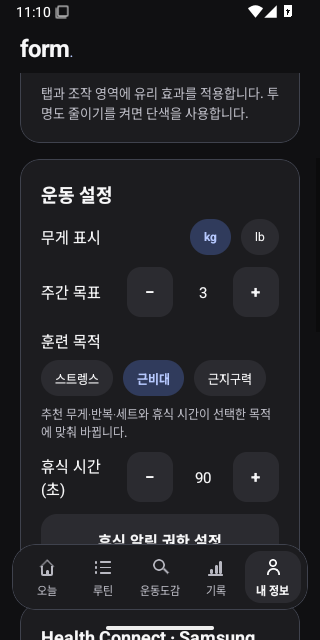 11:10
form.
탭과 조작 영역에 유리 효과를 적용합니다. 투
명도 줄이기를 켜면 단색을 사용합니다.
운동 설정
무게 표시
kg
lb
주간 목표
−
3
+
훈련 목적
스트렝스
근비대
근지구력
추천 무게·반복·세트와 휴식 시간이 선택한 목적
에 맞춰 바뀝니다.
휴식 시간
(초)
−
90
+
휴식 알림 권한 설정
오늘
루틴
운동도감
기록
내 정보
Health Connect · Samsung